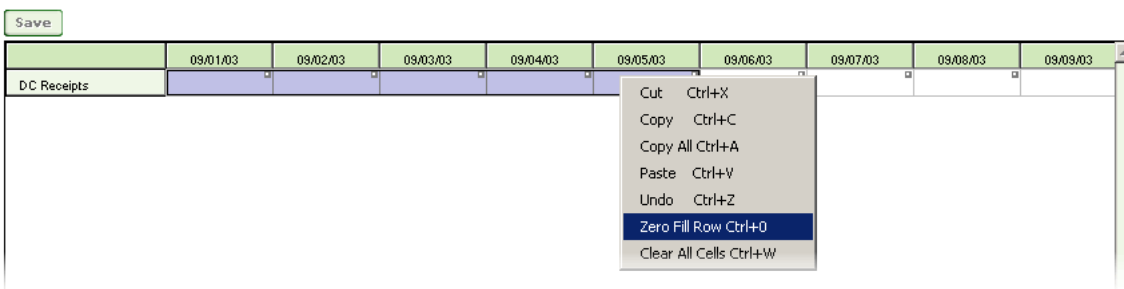 Save
09/01/03 09/02/03 09/03/03 09/04/03 09/05/03 09/06/03 09/07/03 09/08/03 09/09/03
DC Receipts
Cut Ctrl+X
Copy Ctrl+C
Copy All Ctrl+A
Paste Ctrl+V
Undo Ctrl+Z
Zero Fill Row Ctrl+0
Clear All Cells Ctrl+W